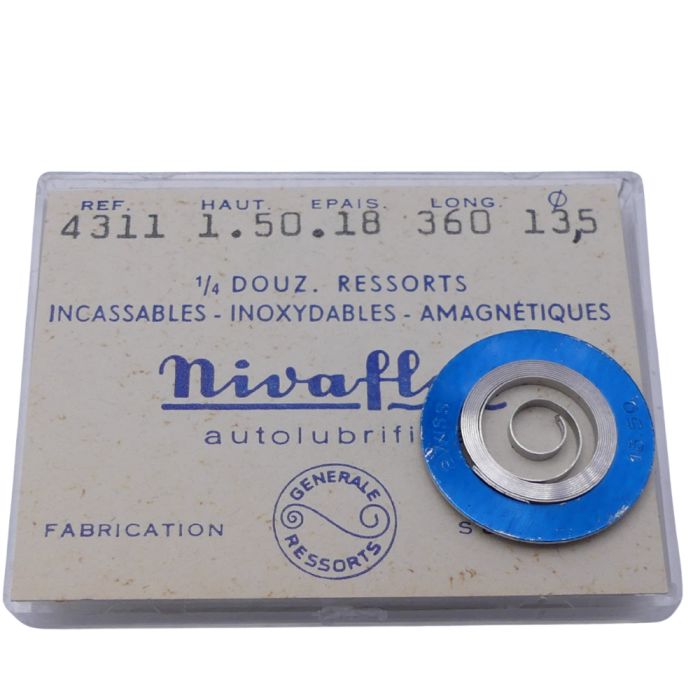 REF. HAUT. EPAIS. LONG. Ø
4311 1.50.18 360 13,5
1/4 DOUZ. RESSORTS
INCASSABLES - INOXYDABLES - AMAGNÉTIQUES
autolubrifi
GENERALE
RESSORTS
FABRICATION S